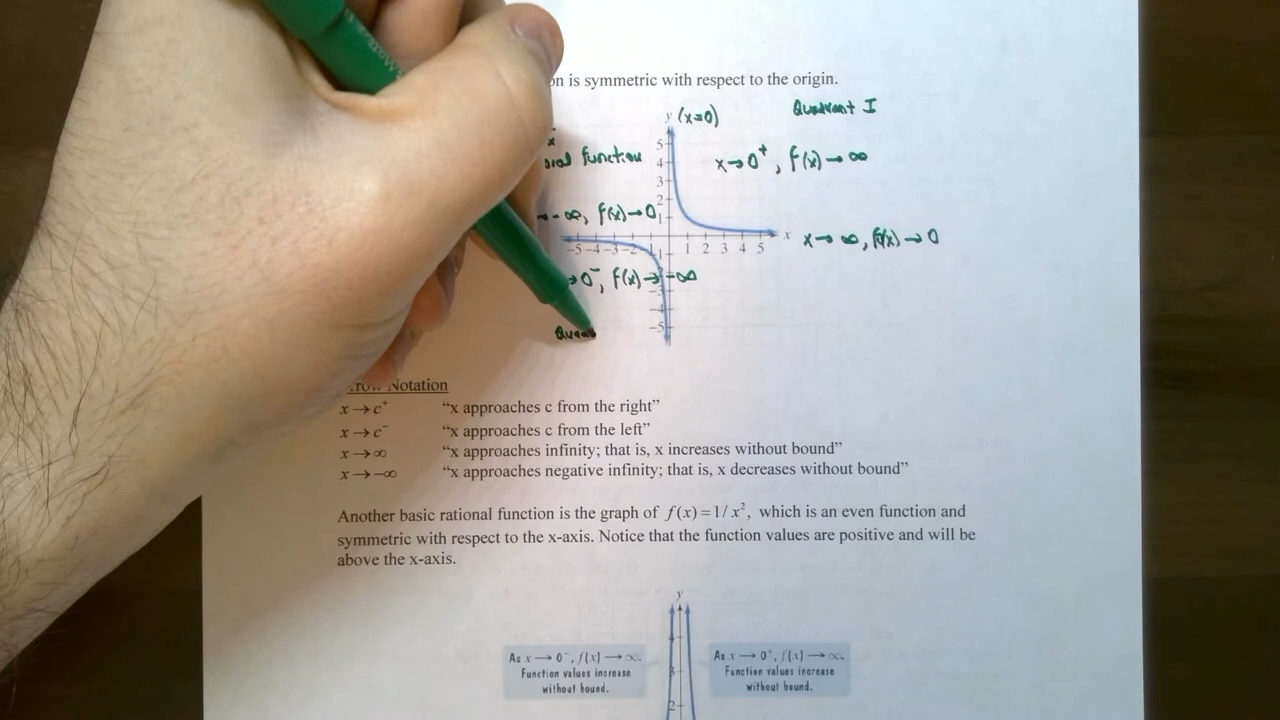 is symmetric with respect to the origin.
y (x=0)
Quadrant I
function
x→0⁺, f(x)→∞
-∞, f(x)→0
5
4
3
2
1
-5 -4 -3 -2 -1 1 2 3 4 5 x
x→∞, f(x)→0
→0⁻, f(x)→-∞
-4
-5
Notation
x→c⁺ “x approaches c from the right”
x→c⁻ “x approaches c from the left”
x→∞ “x approaches infinity; that is, x increases without bound”
x→-∞ “x approaches negative infinity; that is, x decreases without bound”
Another basic rational function is the graph of f(x)=1/x², which is an even function and
symmetric with respect to the x-axis. Notice that the function values are positive and will be
above the x-axis.
y
As x→0⁻, f(x)→∞.
Function values increase
without bound.
As x→0⁺, f(x)→∞.
Function values increase
without bound.
2